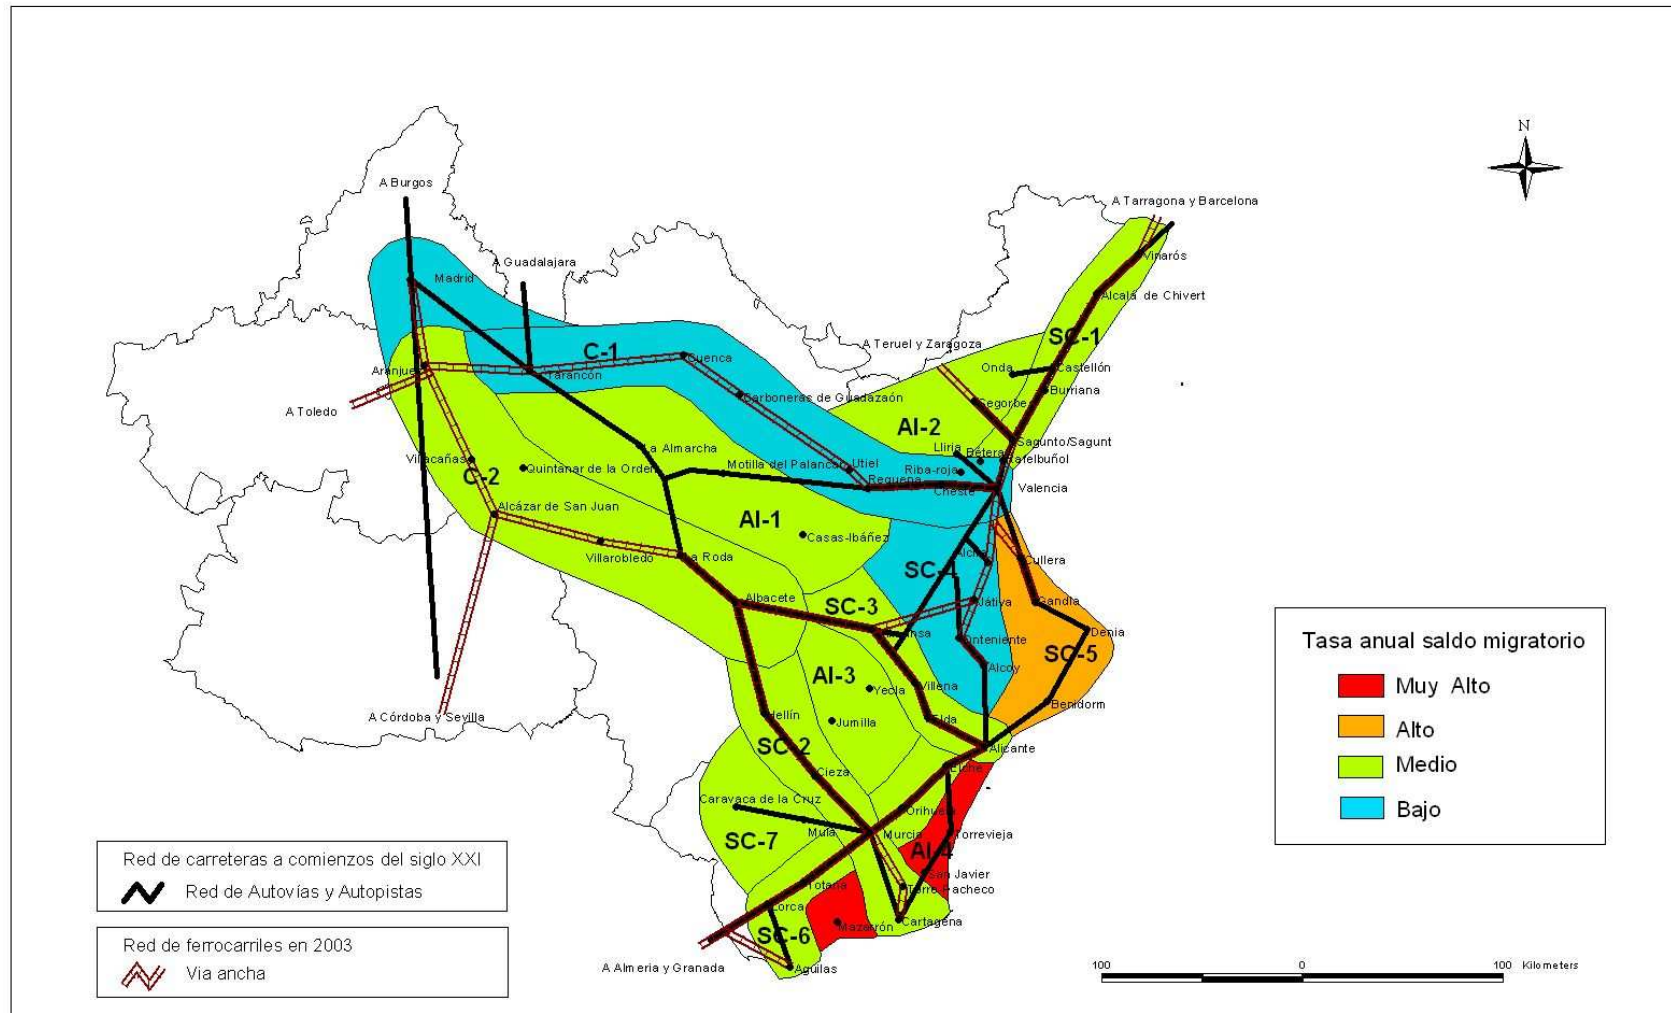 N
A Burgos
A Tarragona y Barcelona
A Guadalajara
Madrid
Vinarós
Alcalá de Chivert
SC-1
A Teruel y Zaragoza
C-1
Cuenca
Onda
Castellón
Aranjuez
Tarancón
Burriana
Carboneras de Guadazaón
Segorbe
A Toledo
AI-2
La Almarcha
Lliria
Sagunto/Sagunt
Bétera
Rafelbuñol
Villacañas
Quintanar de la Orden
Motilla del Palancar
Utiel
Riba-roja
C-2
Requena
Cheste
Valencia
Alcázar de San Juan
AI-1
Casas-Ibáñez
Villarobledo
La Roda
Alcira
Cullera
SC-4
Albacete
SC-3
Játiva
Gandía
Almansa
Onteniente
Denia
SC-5
Alcoy
AI-3
Yecla
Villena
Benidorm
A Córdoba y Sevilla
Hellín
Jumilla
Elda
SC-2
Alicante
Cieza
Elche
Caravaca de la Cruz
Orihuela
Mula
Murcia
Torrevieja
SC-7
AI-4
San Javier
Totana
Torre Pacheco
Lorca
Mazarrón
Cartagena
SC-6
A Almeria y Granada
Aguilas
Tasa anual saldo migratorio
Muy Alto
Alto
Medio
Bajo
Red de carreteras a comienzos del siglo XXI
Red de Autovías y Autopistas
Red de ferrocarriles en 2003
Via ancha
100 0 100 Kilometers